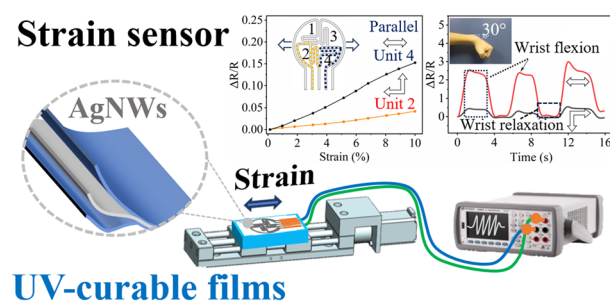 Strain sensor
AgNWs
Strain
UV-curable films
ΔR/R
0.15
0.10
0.05
0.00
0
2
4
6
8
10
Strain (%)
1
3
2
4
Parallel
Unit 4
Unit 2
ΔR/R
5
4
3
2
1
0
0
4
8
12
16
Time (s)
30°
Wrist flexion
Wrist relaxation